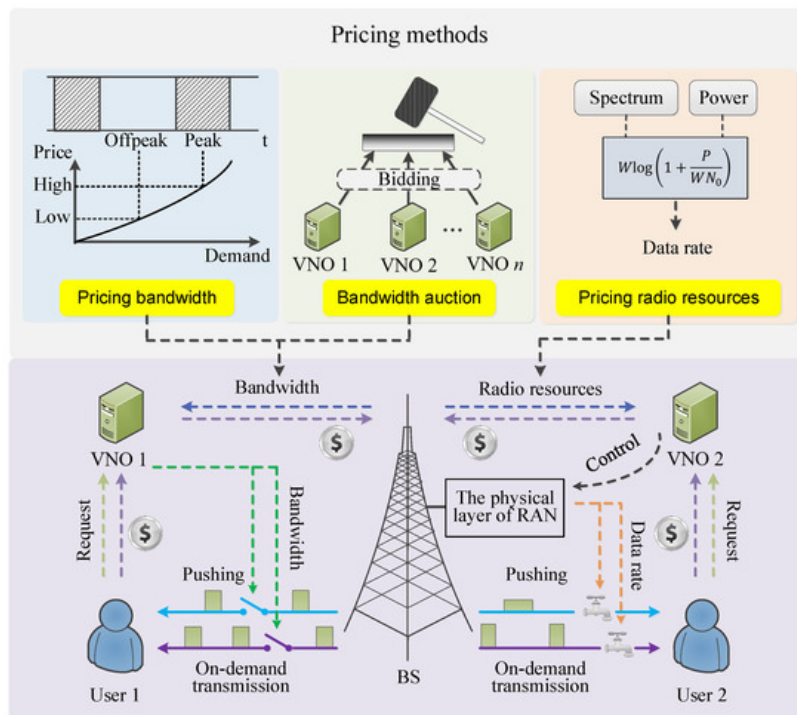 Pricing methods
Offpeak Peak t
Price
High
Low
Demand
Pricing bandwidth
Bidding
VNO 1 VNO 2 ... VNO n
Bandwidth auction
Spectrum Power
Wlog(1 + P/WN₀)
Data rate
Pricing radio resources
Bandwidth
Radio resources
$
$
VNO 1
VNO 2
Control
Request
$
Bandwidth
The physical
layer of RAN
Data rate
$
Request
Pushing
Pushing
On-demand
transmission
On-demand
transmission
User 1
BS
User 2